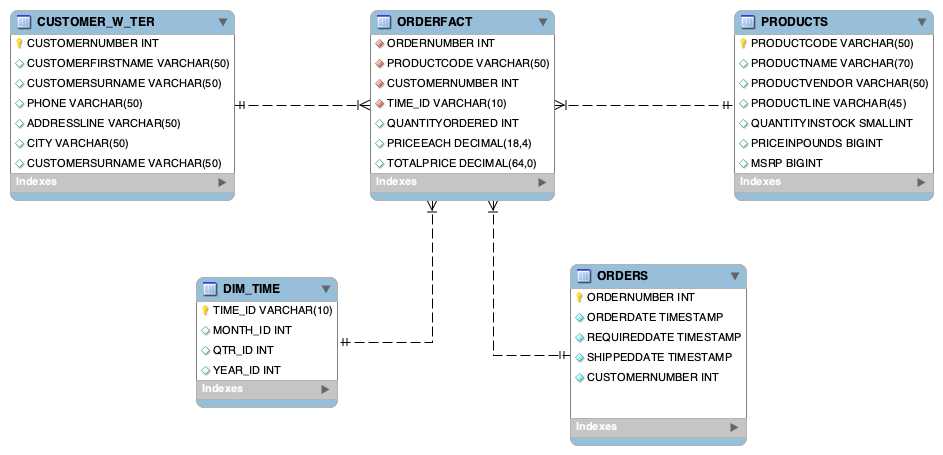 CUSTOMER_W_TER
CUSTOMERNUMBER INT
CUSTOMERFIRSTNAME VARCHAR(50)
CUSTOMERSURNAME VARCHAR(50)
PHONE VARCHAR(50)
ADDRESSLINE VARCHAR(50)
CITY VARCHAR(50)
CUSTOMERSURNAME VARCHAR(50)
Indexes
ORDERFACT
ORDERNUMBER INT
PRODUCTCODE VARCHAR(50)
CUSTOMERNUMBER INT
TIME_ID VARCHAR(10)
QUANTITYORDERED INT
PRICEEACH DECIMAL(18,4)
TOTALPRICE DECIMAL(64,0)
Indexes
PRODUCTS
PRODUCTCODE VARCHAR(50)
PRODUCTNAME VARCHAR(70)
PRODUCTVENDOR VARCHAR(50)
PRODUCTLINE VARCHAR(45)
QUANTITYINSTOCK SMALLINT
PRICEINPOUNDS BIGINT
MSRP BIGINT
Indexes
DIM_TIME
TIME_ID VARCHAR(10)
MONTH_ID INT
QTR_ID INT
YEAR_ID INT
Indexes
ORDERS
ORDERNUMBER INT
ORDERDATE TIMESTAMP
REQUIREDDATE TIMESTAMP
SHIPPEDDATE TIMESTAMP
CUSTOMERNUMBER INT
Indexes